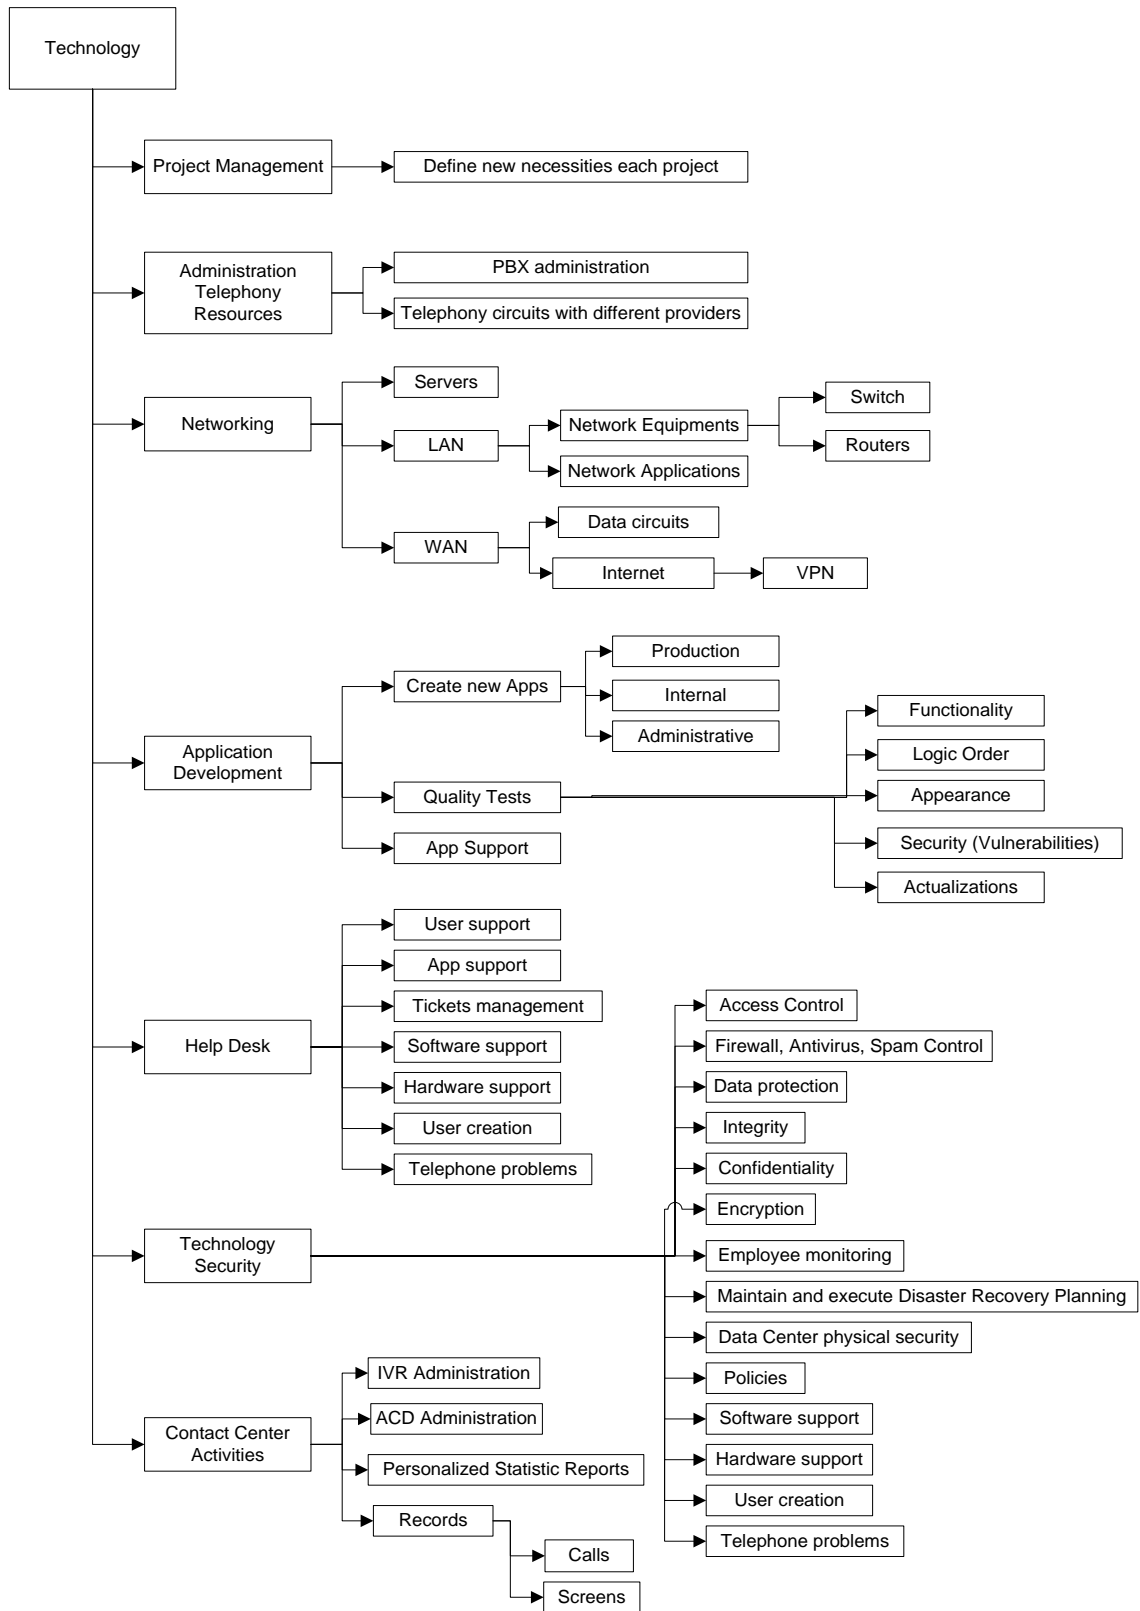 Technology
Project Management
Define new necessities each project
Administration
Telephony
Resources
PBX administration
Telephony circuits with different providers
Networking
Servers
LAN
Network Equipments
Switch
Routers
Network Applications
WAN
Data circuits
Internet
VPN
Application
Development
Create new Apps
Production
Internal
Administrative
Quality Tests
Functionality
Logic Order
Appearance
Security (Vulnerabilities)
Actualizations
App Support
Help Desk
User support
App support
Tickets management
Software support
Hardware support
User creation
Telephone problems
Technology
Security
Access Control
Firewall, Antivirus, Spam Control
Data protection
Integrity
Confidentiality
Encryption
Employee monitoring
Maintain and execute Disaster Recovery Planning
Data Center physical security
Policies
Software support
Hardware support
User creation
Telephone problems
Contact Center
Activities
IVR Administration
ACD Administration
Personalized Statistic Reports
Records
Calls
Screens